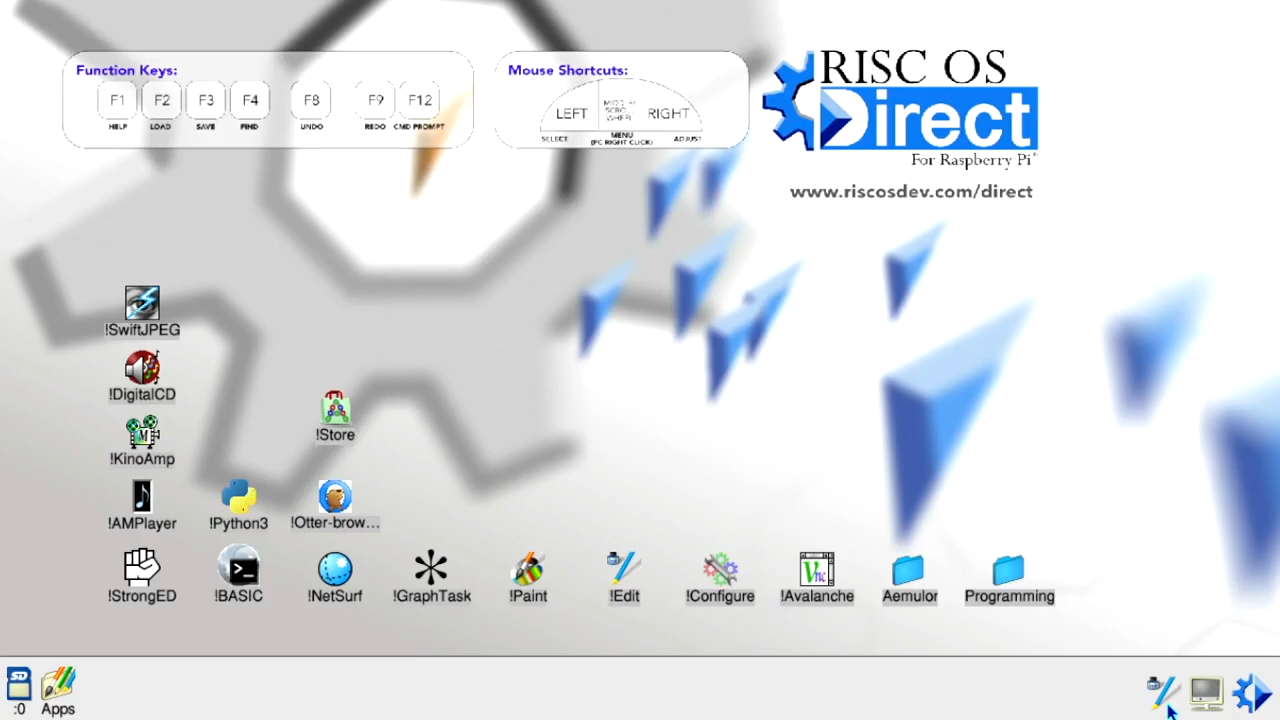 Function Keys:
F1 F2 F3 F4 F8 F9 F12
HELP LOAD SAVE FIND UNDO REDO CMD PROMPT
Mouse Shortcuts:
LEFT RIGHT
SELECT MENU ADJUST
(PC RIGHT CLICK)
RISC OS
Direct
For Raspberry Pi
www.riscosdev.com/direct
!SwiftJPEG
!DigitalCD
!Store
!KinoAmp
!AMPlayer !Python3 !Otter-brow...
!StrongED !BASIC !NetSurf !GraphTask !Paint !Edit !Configure !Avalanche Aemulor Programming
SD
:0 Apps